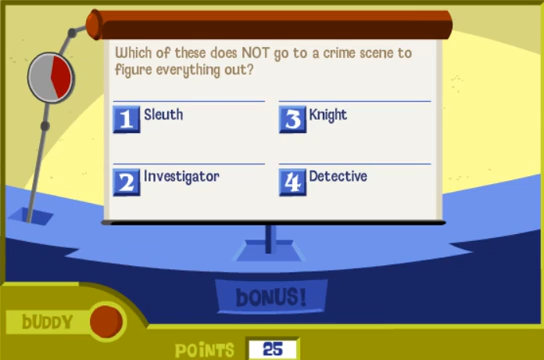 Which of these does NOT go to a crime scene to
figure everything out?
1 Sleuth
3 Knight
2 Investigator
4 Detective
BONUS!
bUDDY
POiNTS 25